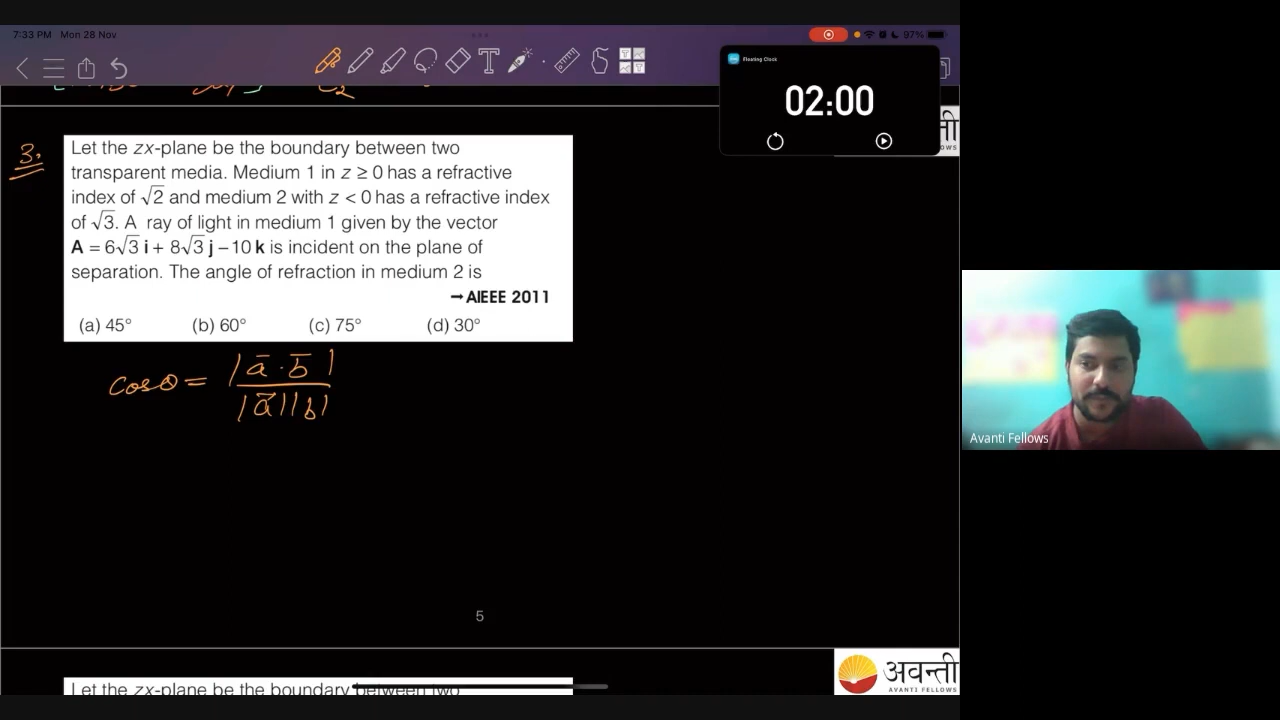 7:33 PM Mon 28 Nov
97%
Floating Clock
02:00
3.
Let the zx-plane be the boundary between two
transparent media. Medium 1 in z ≥ 0 has a refractive
index of √2 and medium 2 with z < 0 has a refractive index
of √3. A ray of light in medium 1 given by the vector
A = 6√3 i + 8√3 j – 10 k is incident on the plane of
separation. The angle of refraction in medium 2 is
→ AIEEE 2011
(a) 45° (b) 60° (c) 75° (d) 30°
cosθ = |ā · b̄| / |ā||b|
5
Avanti Fellows
अवन्ती
AVANTI FELLOWS
Let the zx-plane be the boundary between two